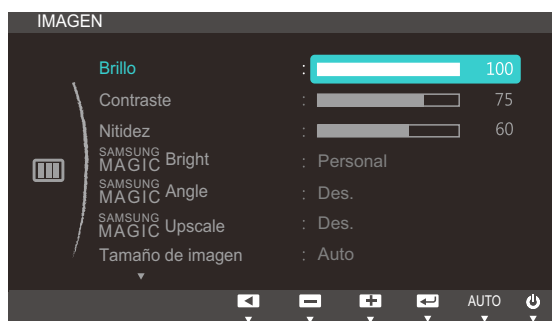 IMAGEN
Brillo : 100
Contraste : 75
Nitidez : 60
SAMSUNG MAGIC Bright : Personal
SAMSUNG MAGIC Angle : Des.
SAMSUNG MAGIC Upscale : Des.
Tamaño de imagen : Auto
AUTO